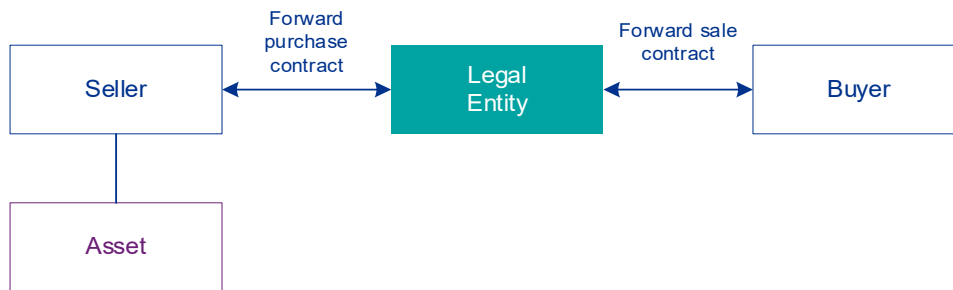 Forward
purchase
contract
Forward sale
contract
Seller
Legal
Entity
Buyer
Asset